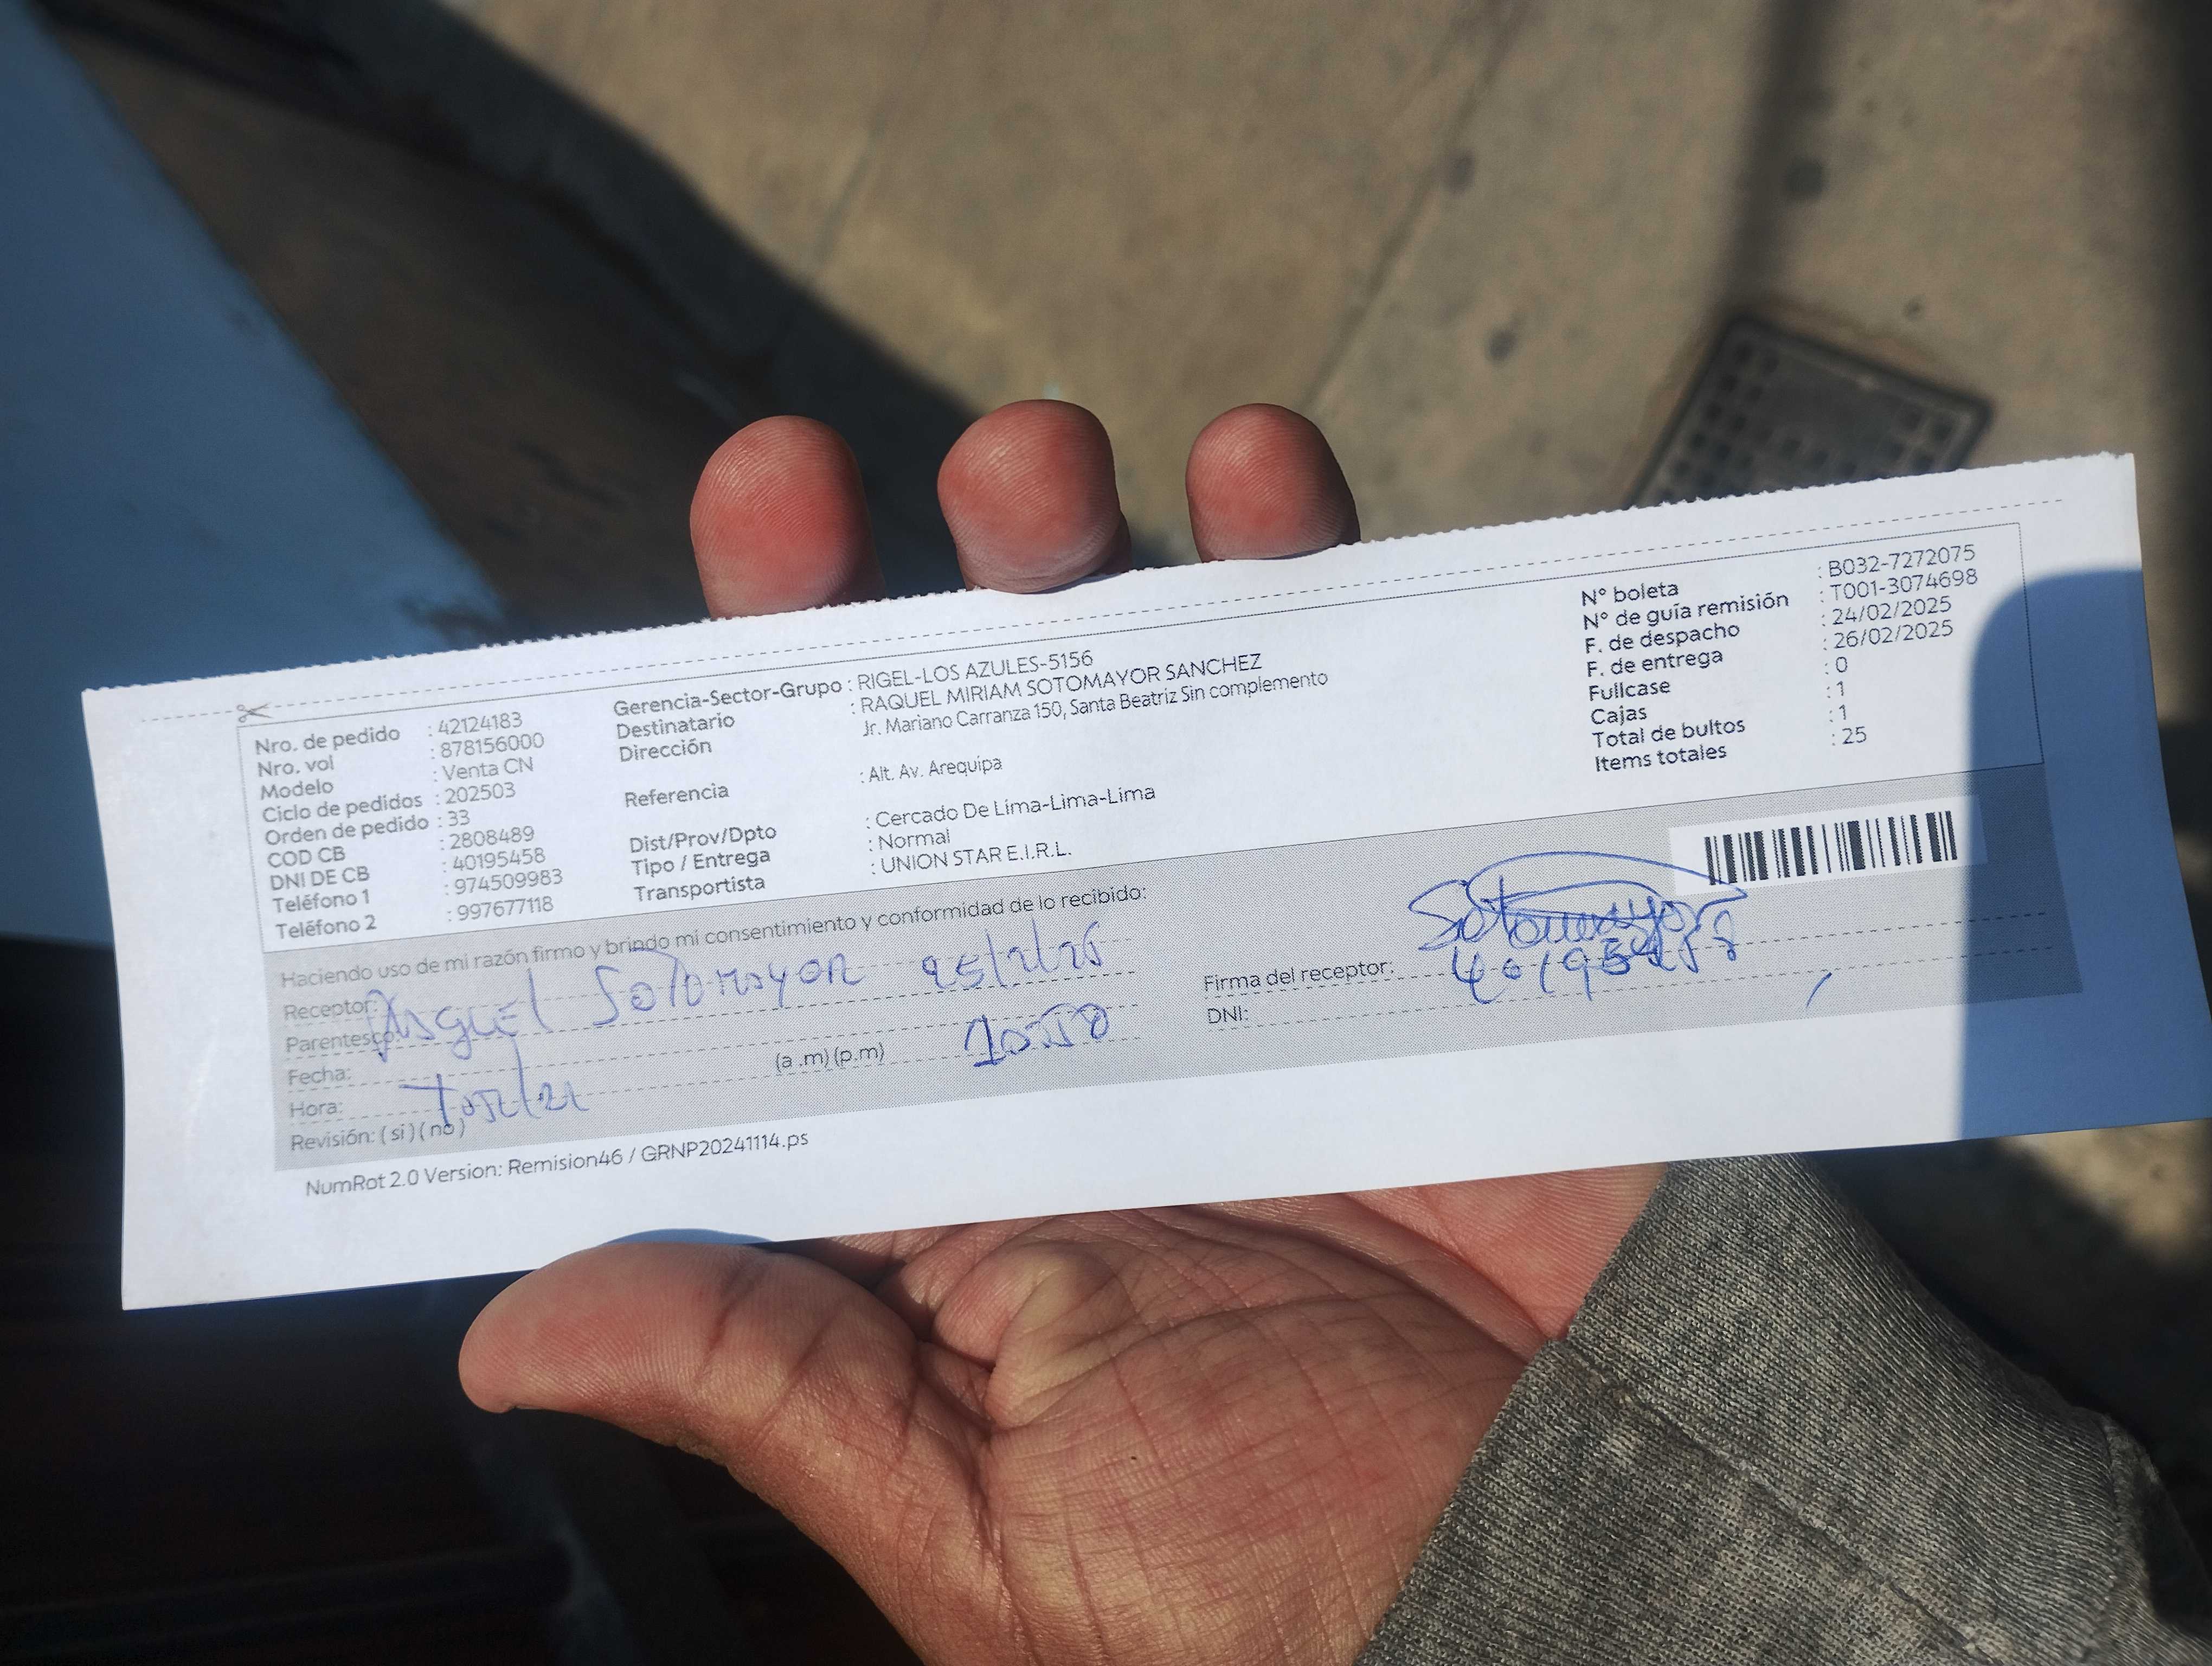 Nro. de pedido : 42124183
Nro. vol : 878156000
Modelo : Venta CN
Ciclo de pedidos : 202503
Orden de pedido : 33
COD CB : 2808489
DNI DE CB : 40195458
Teléfono 1 : 974509983
Teléfono 2 : 997677118
Gerencia-Sector-Grupo : RIGEL-LOS AZULES-5156
Destinatario : RAQUEL MIRIAM SOTOMAYOR SANCHEZ
Dirección Jr. Mariano Carranza 150, Santa Beatriz Sin complemento
Referencia : Alt. Av. Arequipa
Dist/Prov/Dpto : Cercado De Lima-Lima-Lima
Tipo / Entrega : Normal
Transportista : UNION STAR E.I.R.L.
N° boleta : B032-7272075
N° de guía remisión : T001-3074698
F. de despacho : 24/02/2025
F. de entrega : 26/02/2025
Fullcase : 0
Cajas : 1
Total de bultos : 1
Items totales : 25
Haciendo uso de mi razón firmo y brindo mi consentimiento y conformidad de lo recibido:
Receptor: Sotomayor
Parentesco:
Fecha:
Hora: (a .m) (p.m) 10:50
Revisión: ( si ) ( no )
Firma del receptor: Sotomayor
DNI: 40195458
NumRot 2.0 Version: Remision46 / GRNP20241114.ps